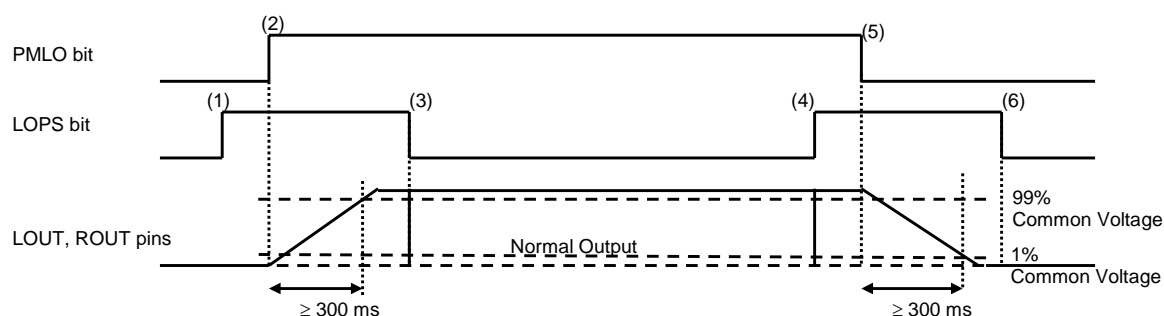 (2)
(5)
PMLO bit
(1)
(3)
(4)
(6)
LOPS bit
99%
Common Voltage
LOUT, ROUT pins
Normal Output
1%
Common Voltage
≥ 300 ms
≥ 300 ms